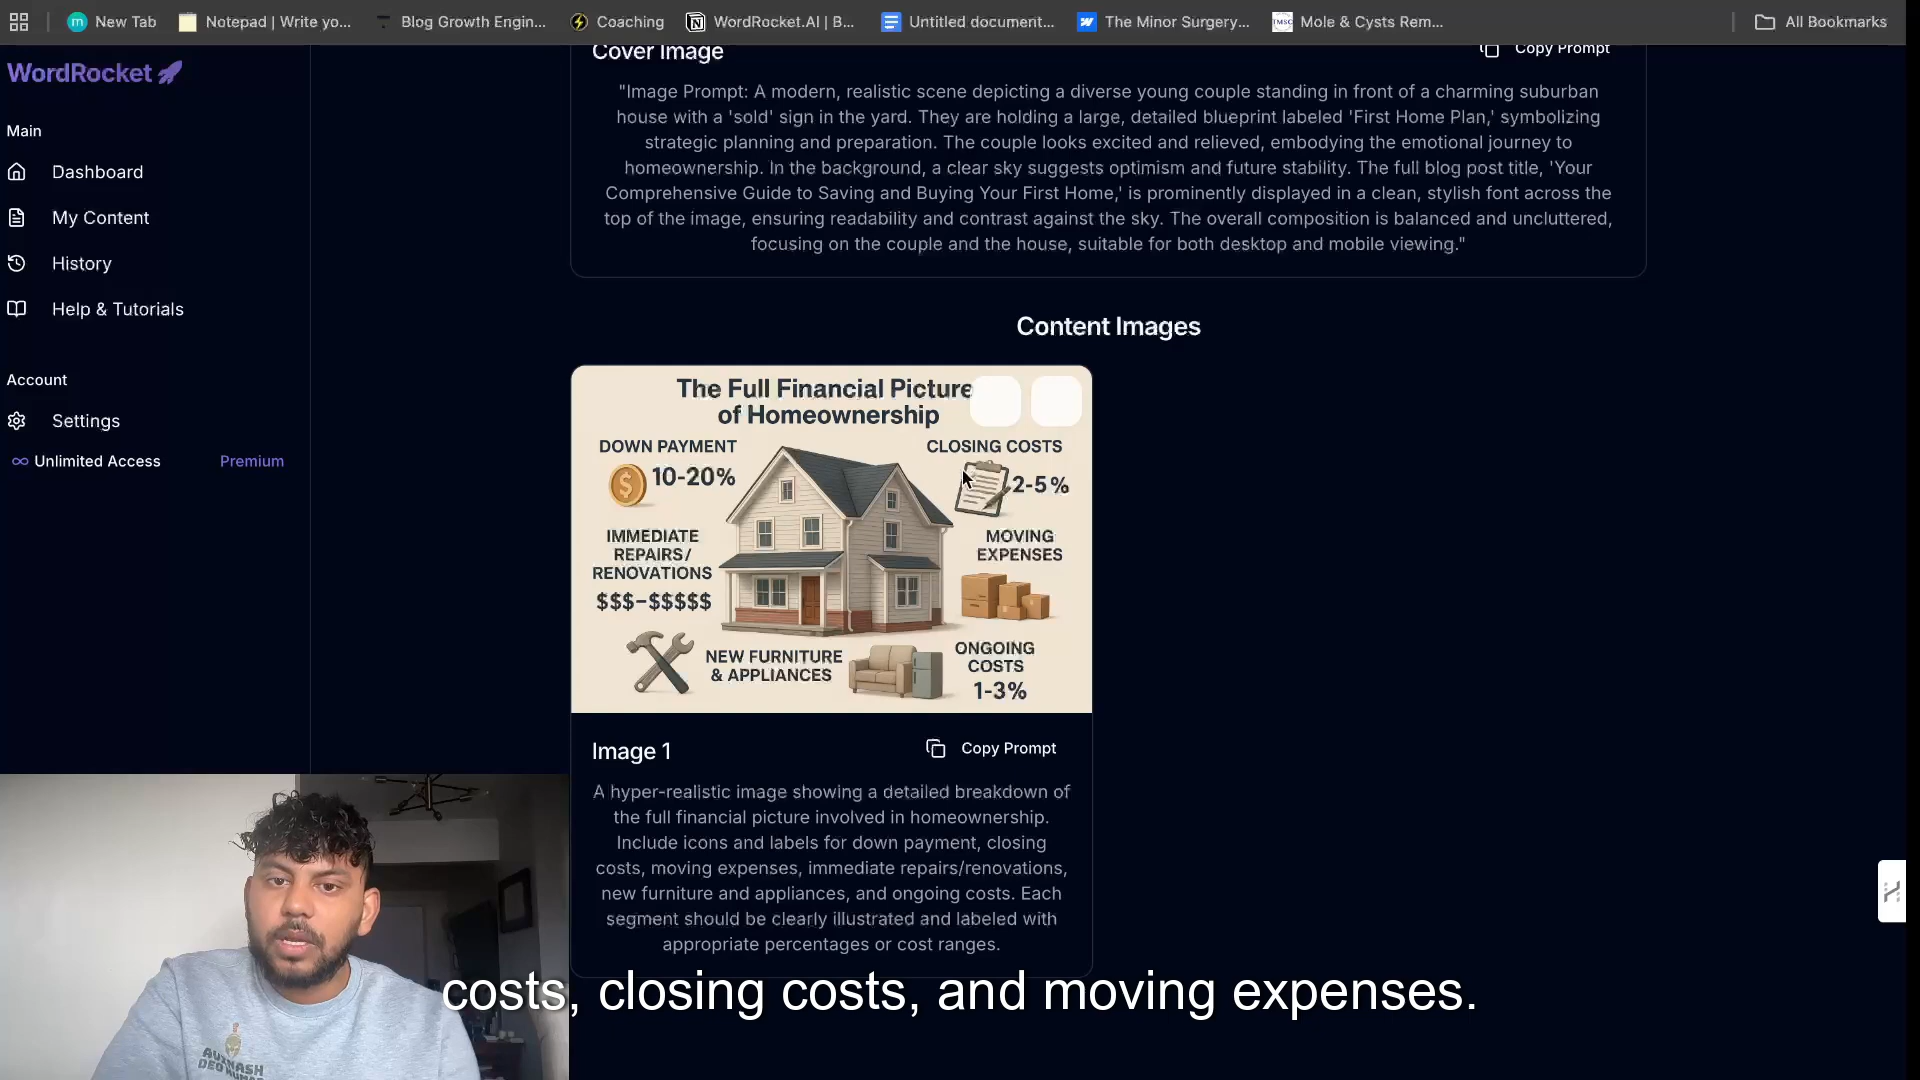 New Tab
Notepad | Write yo...
Blog Growth Engin...
Coaching
WordRocket.AI | B...
Untitled document...
The Minor Surgery...
Mole & Cysts Rem...
All Bookmarks
WordRocket
Main
Dashboard
My Content
History
Help & Tutorials
Account
Settings
Unlimited Access
Premium
Cover Image
Copy Prompt
"Image Prompt: A modern, realistic scene depicting a diverse young couple standing in front of a charming suburban
house with a 'sold' sign in the yard. They are holding a large, detailed blueprint labeled 'First Home Plan,' symbolizing
strategic planning and preparation. The couple looks excited and relieved, embodying the emotional journey to
homeownership. In the background, a clear sky suggests optimism and future stability. The full blog post title, 'Your
Comprehensive Guide to Saving and Buying Your First Home,' is prominently displayed in a clean, stylish font across the
top of the image, ensuring readability and contrast against the sky. The overall composition is balanced and uncluttered,
focusing on the couple and the house, suitable for both desktop and mobile viewing."
Content Images
The Full Financial Picture
of Homeownership
DOWN PAYMENT
10-20%
CLOSING COSTS
2-5%
IMMEDIATE
REPAIRS/
RENOVATIONS
$$$–$$$$$
MOVING
EXPENSES
NEW FURNITURE
& APPLIANCES
ONGOING
COSTS
1-3%
Image 1
Copy Prompt
A hyper-realistic image showing a detailed breakdown of
the full financial picture involved in homeownership.
Include icons and labels for down payment, closing
costs, moving expenses, immediate repairs/renovations,
new furniture and appliances, and ongoing costs. Each
segment should be clearly illustrated and labeled with
appropriate percentages or cost ranges.
costs, closing costs, and moving expenses.